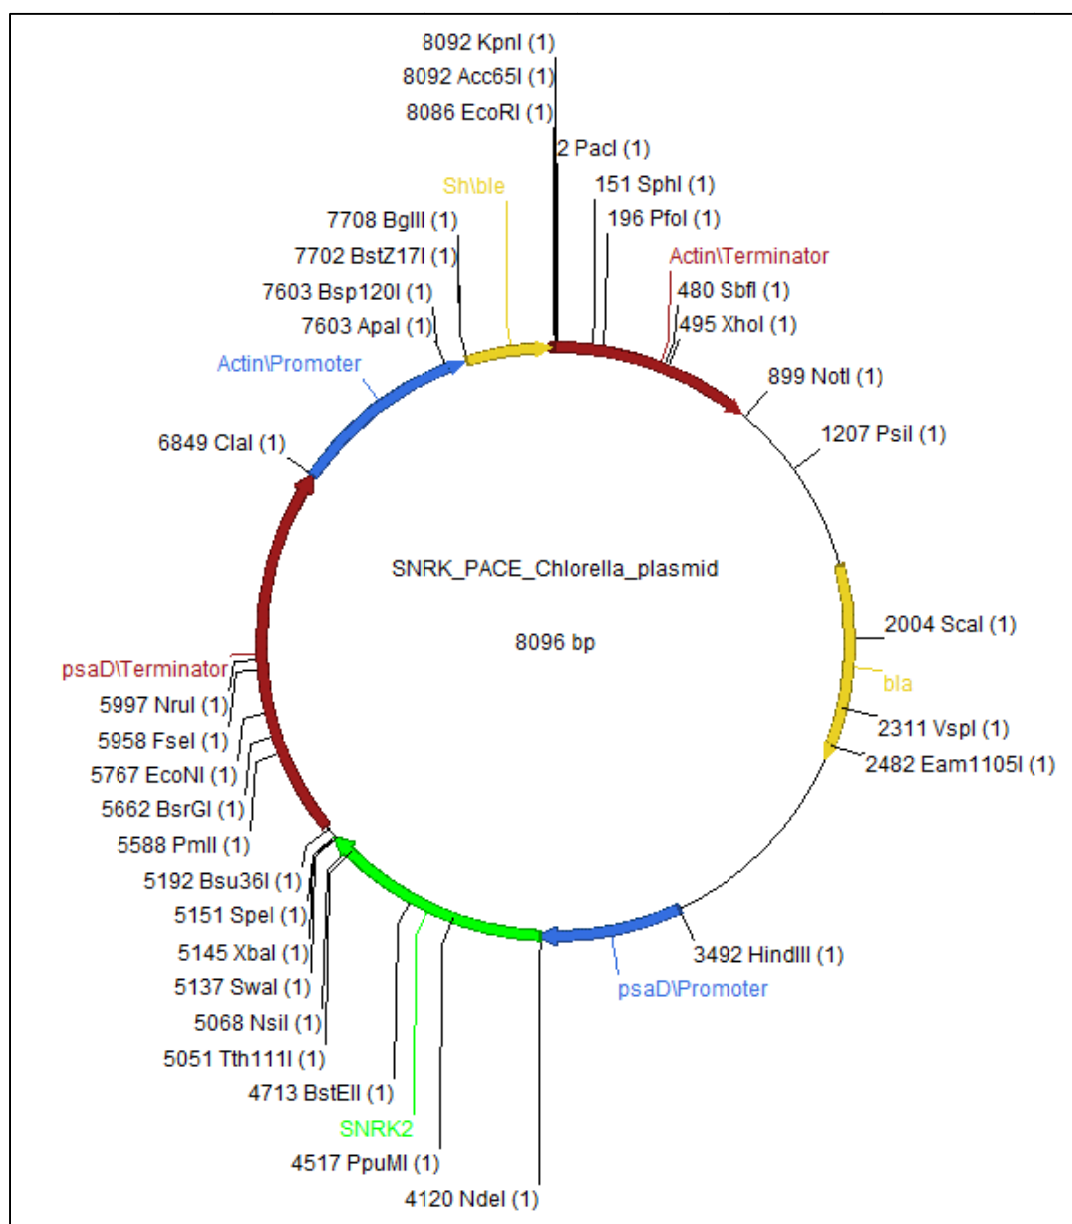 8092 KpnI (1)
8092 Acc65I (1)
8086 EcoRI (1)
2 PacI (1)
Sh\ble
151 SphI (1)
7708 BglII (1)
196 PfoI (1)
7702 BstZ17I (1)
Actin\Terminator
7603 Bsp120I (1)
480 SbfI (1)
7603 ApaI (1)
495 XhoI (1)
Actin\Promoter
899 NotI (1)
6849 ClaI (1)
1207 PsiI (1)
SNRK_PACE_Chlorella_plasmid
8096 bp
2004 ScaI (1)
psaD\Terminator
bla
5997 NruI (1)
2311 VspI (1)
5958 FseI (1)
2482 Eam1105I (1)
5767 EcoNI (1)
5662 BsrGI (1)
5588 PmlI (1)
5192 Bsu36I (1)
5151 SpeI (1)
5145 XbaI (1)
3492 HindIII (1)
5137 SwaI (1)
psaD\Promoter
5068 NsiI (1)
5051 Tth111I (1)
4713 BstEII (1)
SNRK2
4517 PpuMI (1)
4120 NdeI (1)